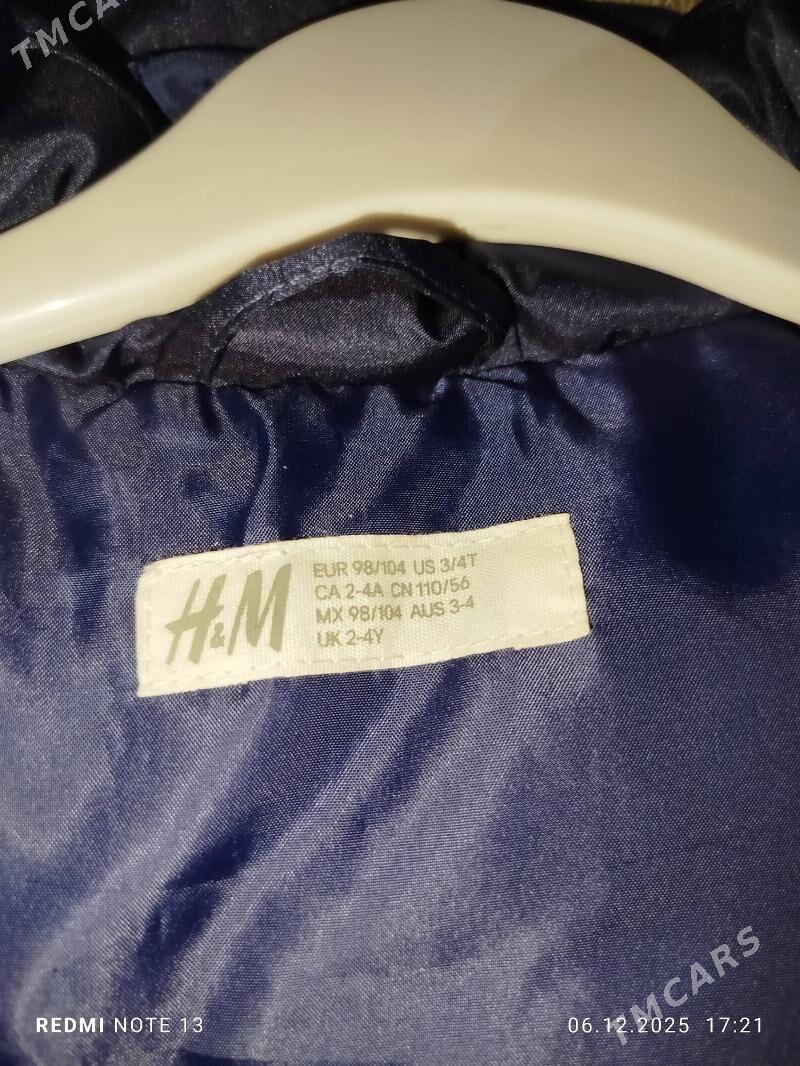 TMCARS
H&M
EUR 98/104 US 3/4T
CA 2-4A CN 110/56
MX 98/104 AUS 3-4
UK 2-4Y
TMCARS
REDMI NOTE 13
06.12.2025 17:21